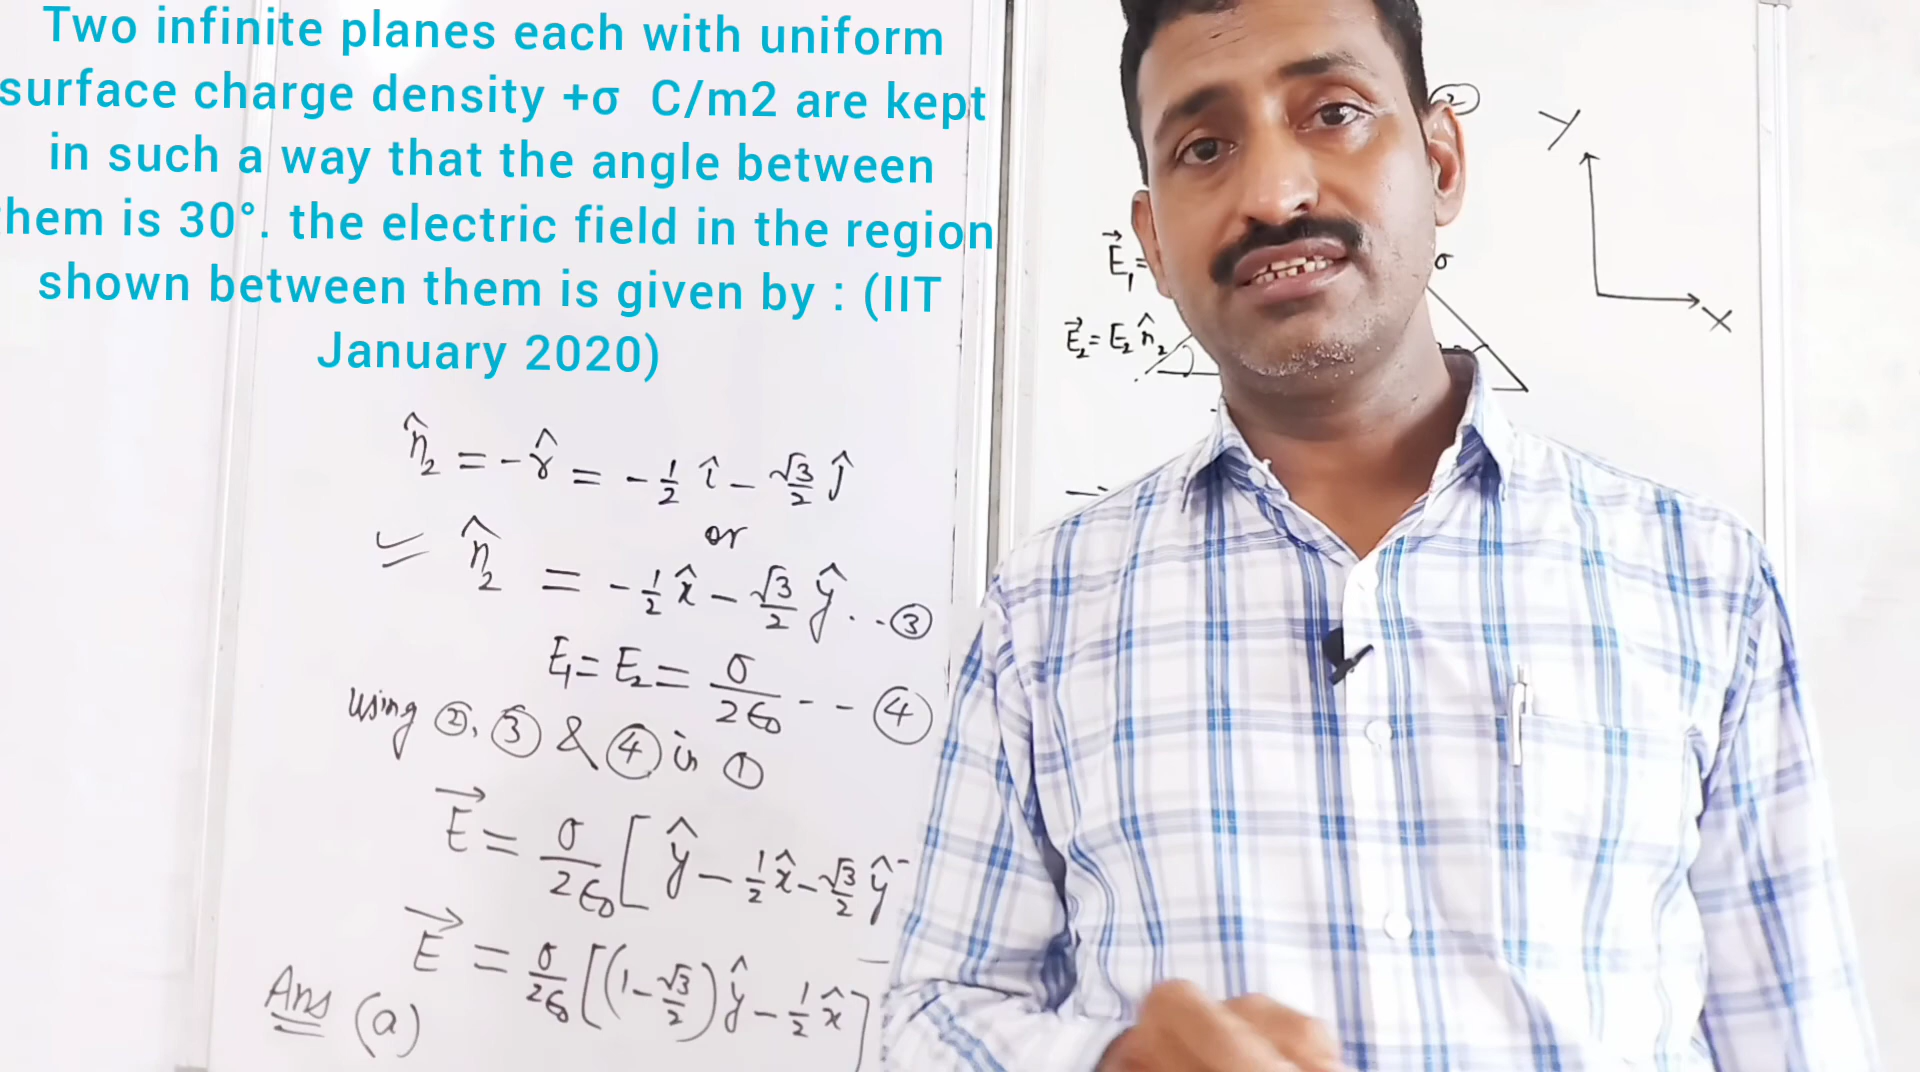 Two infinite planes each with uniform
surface charge density +σ C/m2 are kept
in such a way that the angle between
hem is 30°. the electric field in the region
shown between them is given by : (IIT
January 2020)
n̂₂ = -r̂ = -1/2 î - √3/2 ĵ
or
n̂₂ = -1/2 x̂ - √3/2 ŷ ..③
E₁ = E₂ = σ/2ε₀ -- ④
using ②, ③ & ④ in ①
E⃗ = σ/2ε₀ [ŷ - 1/2 x̂ - √3/2 ŷ
E⃗ = σ/2ε₀ [(1 - √3/2) ŷ - 1/2 x̂]
Ans (a)
②
Y
E⃗₁ =
σ
X
E⃗₂ = E₂ n̂₂